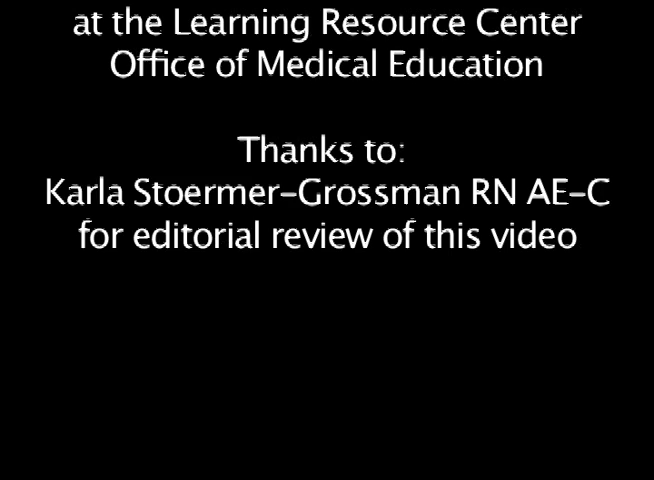 at the Learning Resource Center
Office of Medical Education
Thanks to:
Karla Stoermer-Grossman RN AE-C
for editorial review of this video